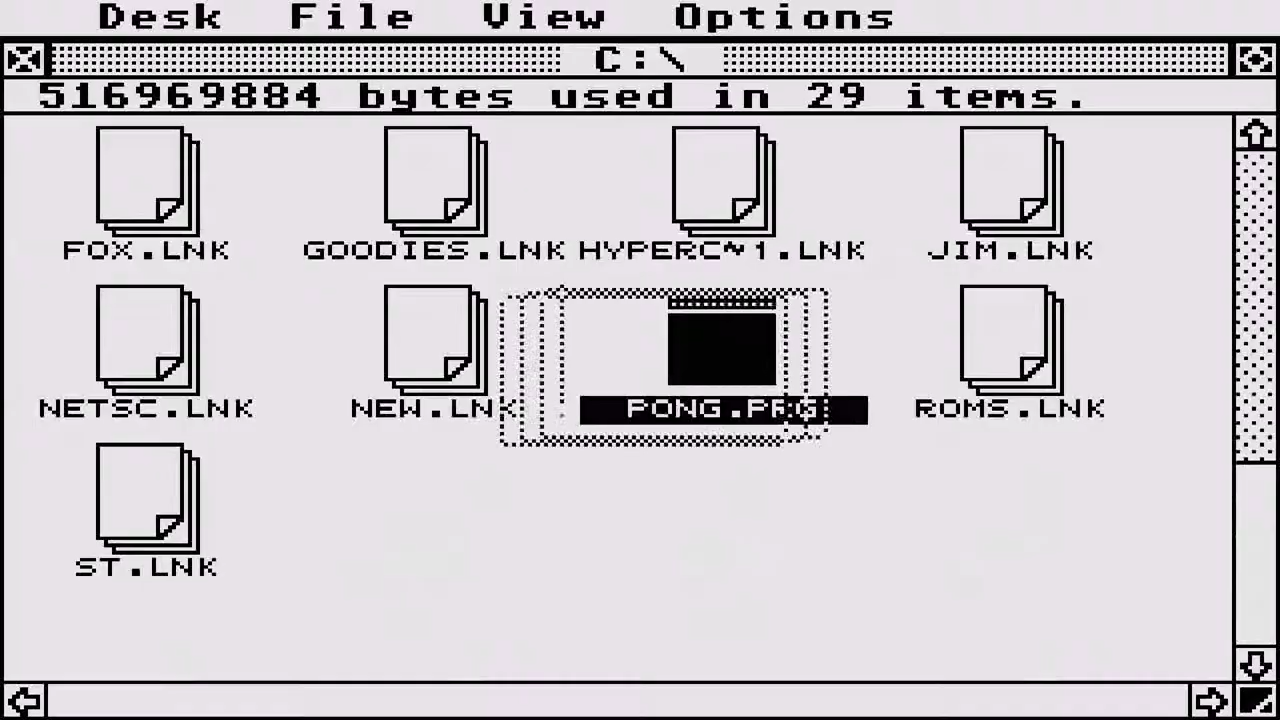 Desk File View Options
C:\
516969884 bytes used in 29 items.
FOX.LNK GOODIES.LNK HYPERC~1.LNK JIM.LNK
NETSC.LNK NEW.LNK PONG.PRG ROMS.LNK
ST.LNK